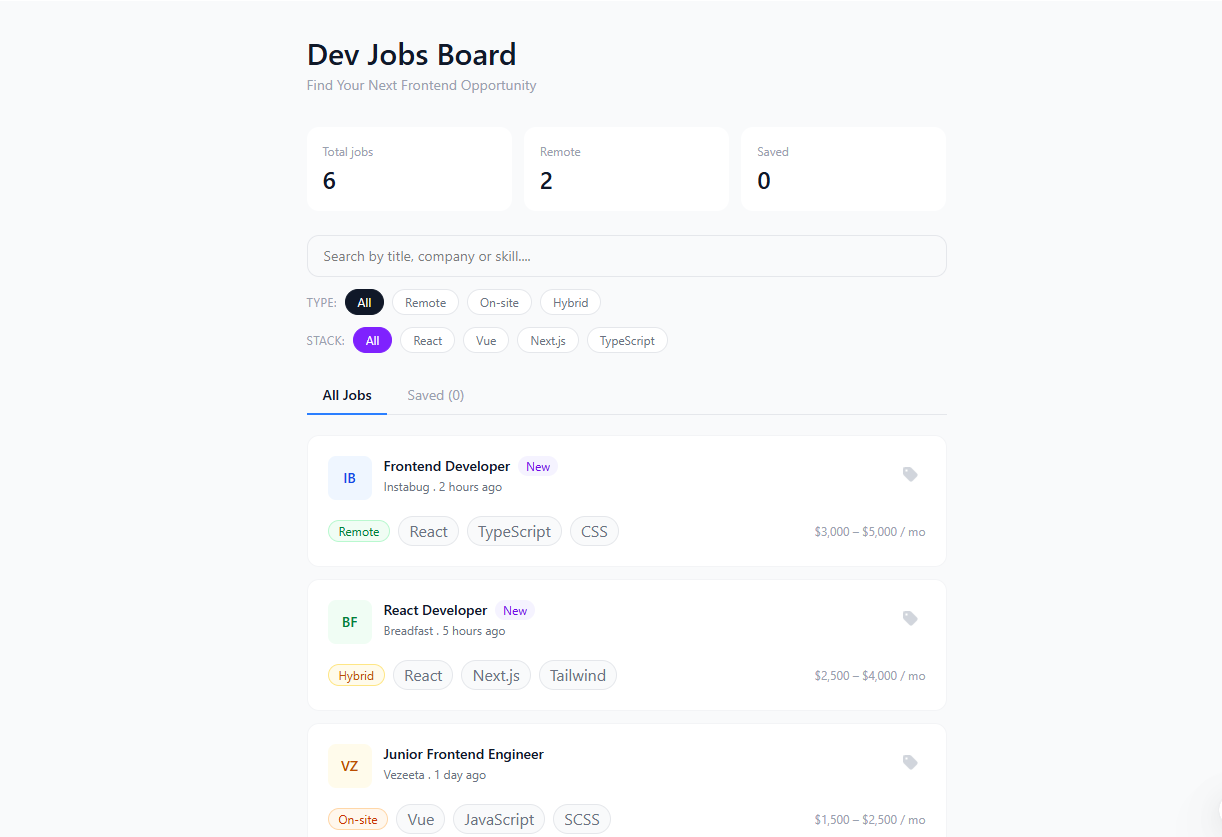 Dev Jobs Board
Find Your Next Frontend Opportunity
Total jobs
6
Remote
2
Saved
0
Search by title, company or skill....
TYPE: All Remote On-site Hybrid
STACK: All React Vue Next.js TypeScript
All Jobs Saved (0)
IB
Frontend Developer New
Instabug . 2 hours ago
Remote React TypeScript CSS $3,000 – $5,000 / mo
BF
React Developer New
Breadfast . 5 hours ago
Hybrid React Next.js Tailwind $2,500 – $4,000 / mo
VZ
Junior Frontend Engineer
Vezeeta . 1 day ago
On-site Vue JavaScript SCSS $1,500 – $2,500 / mo